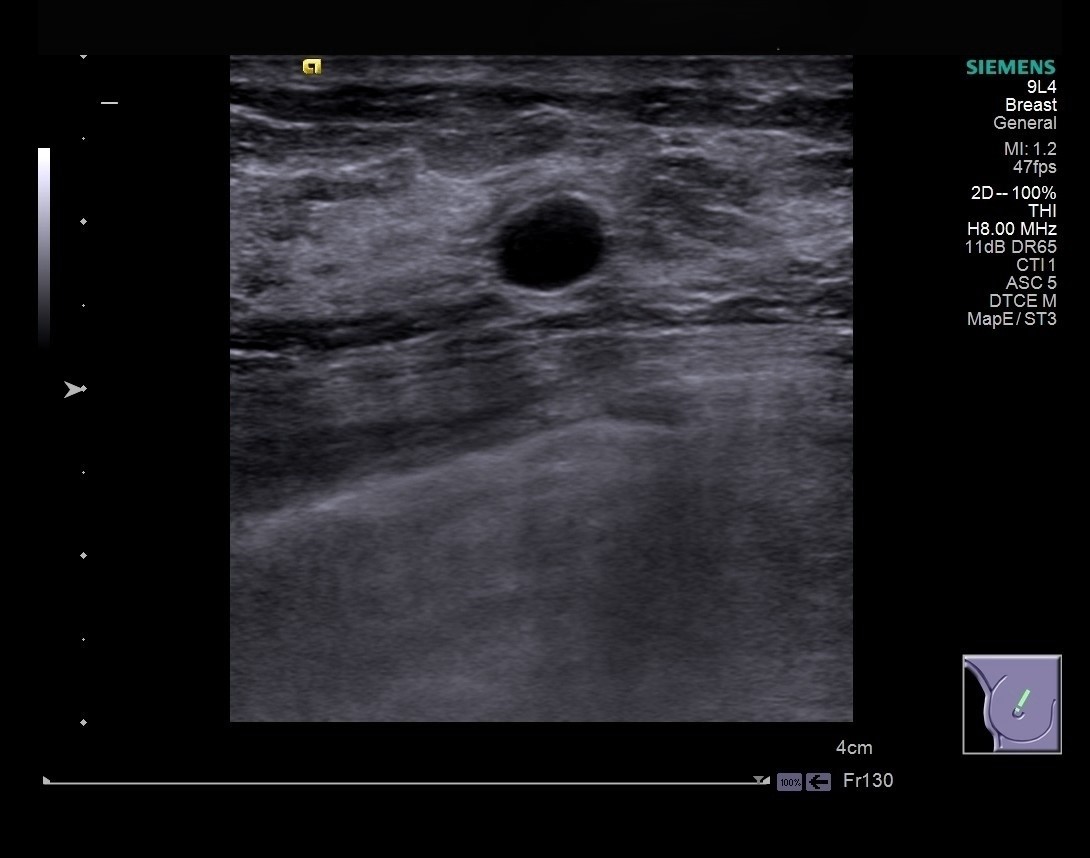 SIEMENS
9L4
Breast
General
MI: 1.2
47fps
2D--100%
THI
H8.00 MHz
11dB DR65
CTI 1
ASC 5
DTCE M
MapE/ST3
4cm
100%
Fr130